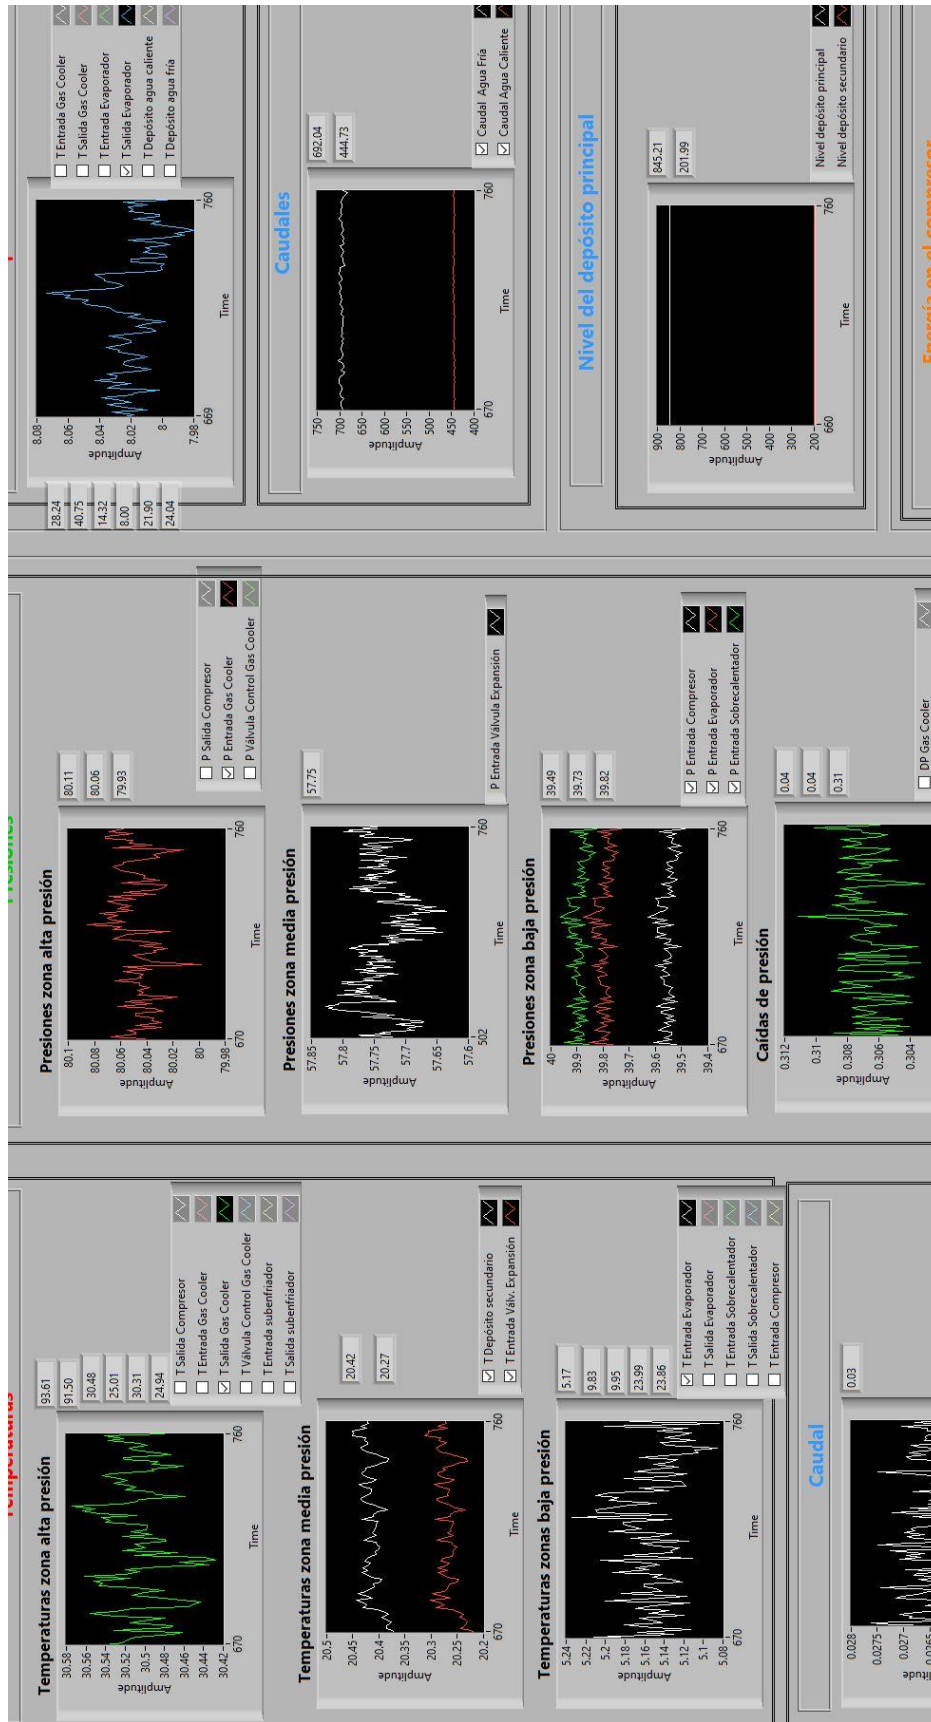 Temperaturas
Temperaturas zona alta presión
30.58
30.56
30.54
30.52
30.5
30.48
30.46
30.44
30.42
Amplitude
670
760
Time
93.61
91.50
30.48
25.01
30.31
24.94
T Salida Compresor
T Entrada Gas Cooler
T Salida Gas Cooler
T Válvula Control Gas Cooler
T Entrada subenfriador
T Salida subenfriador
Temperaturas zona media presión
20.5
20.45
20.4
20.35
20.3
20.25
20.2
Amplitude
670
760
Time
20.42
20.27
T Depósito secundario
T Entrada Válv. Expansión
Temperaturas zonas baja presión
5.24
5.22
5.2
5.18
5.16
5.14
5.12
5.1
5.08
Amplitude
670
760
Time
5.17
9.83
9.95
23.99
23.86
T Entrada Evaporador
T Salida Evaporador
T Entrada Sobrecalentador
T Salida Sobrecalentador
T Entrada Compresor
Caudal
0.028
0.0275
0.027
0.0265
0.03
Presiones
Presiones zona alta presión
80.1
80.08
80.06
80.04
80.02
80
79.98
Amplitude
670
760
Time
80.11
80.06
79.93
P Salida Compresor
P Entrada Gas Cooler
P Válvula Control Gas Cooler
Presiones zona media presión
57.85
57.8
57.75
57.7
57.65
57.6
Amplitude
502
760
Time
57.75
P Entrada Válvula Expansión
Presiones zona baja presión
40
39.9
39.8
39.7
39.6
39.5
39.4
Amplitude
670
760
Time
39.49
39.73
39.82
P Entrada Compresor
P Entrada Evaporador
P Entrada Sobrecalentador
Caídas de presión
0.312
0.31
0.308
0.306
0.304
Amplitude
0.04
0.04
0.31
DP Gas Cooler
28.24
40.75
14.32
8.00
21.90
24.04
8.08
8.06
8.04
8.02
8
7.98
Amplitude
669
760
Time
T Entrada Gas Cooler
T Salida Gas Cooler
T Entrada Evaporador
T Salida Evaporador
T Depósito agua caliente
T Depósito agua fría
Caudales
750
700
650
600
550
500
450
400
Amplitude
670
760
Time
692.04
444.73
Caudal Agua Fría
Caudal Agua Caliente
Nivel del depósito principal
900
800
700
600
500
400
300
200
Amplitude
660
760
Time
845.21
201.99
Nivel depósito principal
Nivel depósito secundario
Energía en el compresor